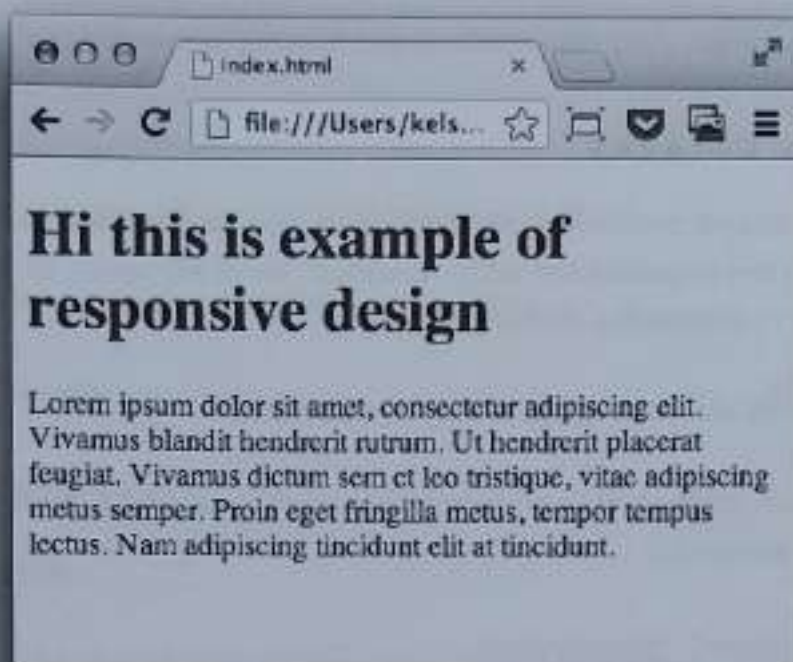 index.html
file:///Users/kels...
Hi this is example of
responsive design
Lorem ipsum dolor sit amet, consectetur adipiscing elit.
Vivamus blandit hendrerit rutrum. Ut hendrerit placerat
feugiat. Vivamus dictum sem et leo tristique, vitae adipiscing
metus semper. Proin eget fringilla metus, tempor tempus
lectus. Nam adipiscing tincidunt elit at tincidunt.